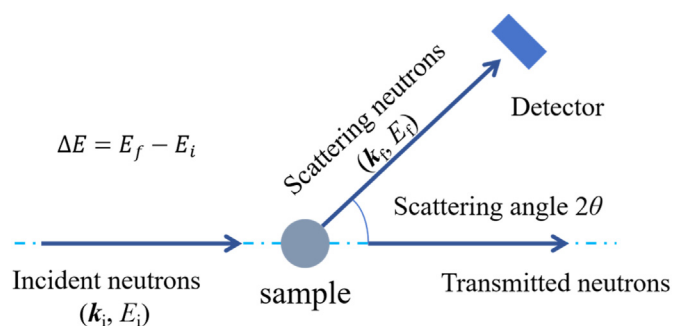 Scattering neutrons
(k_f, E_f)
Detector
ΔE = E_f − E_i
Scattering angle 2θ
Incident neutrons
(k_i, E_i)
sample
Transmitted neutrons